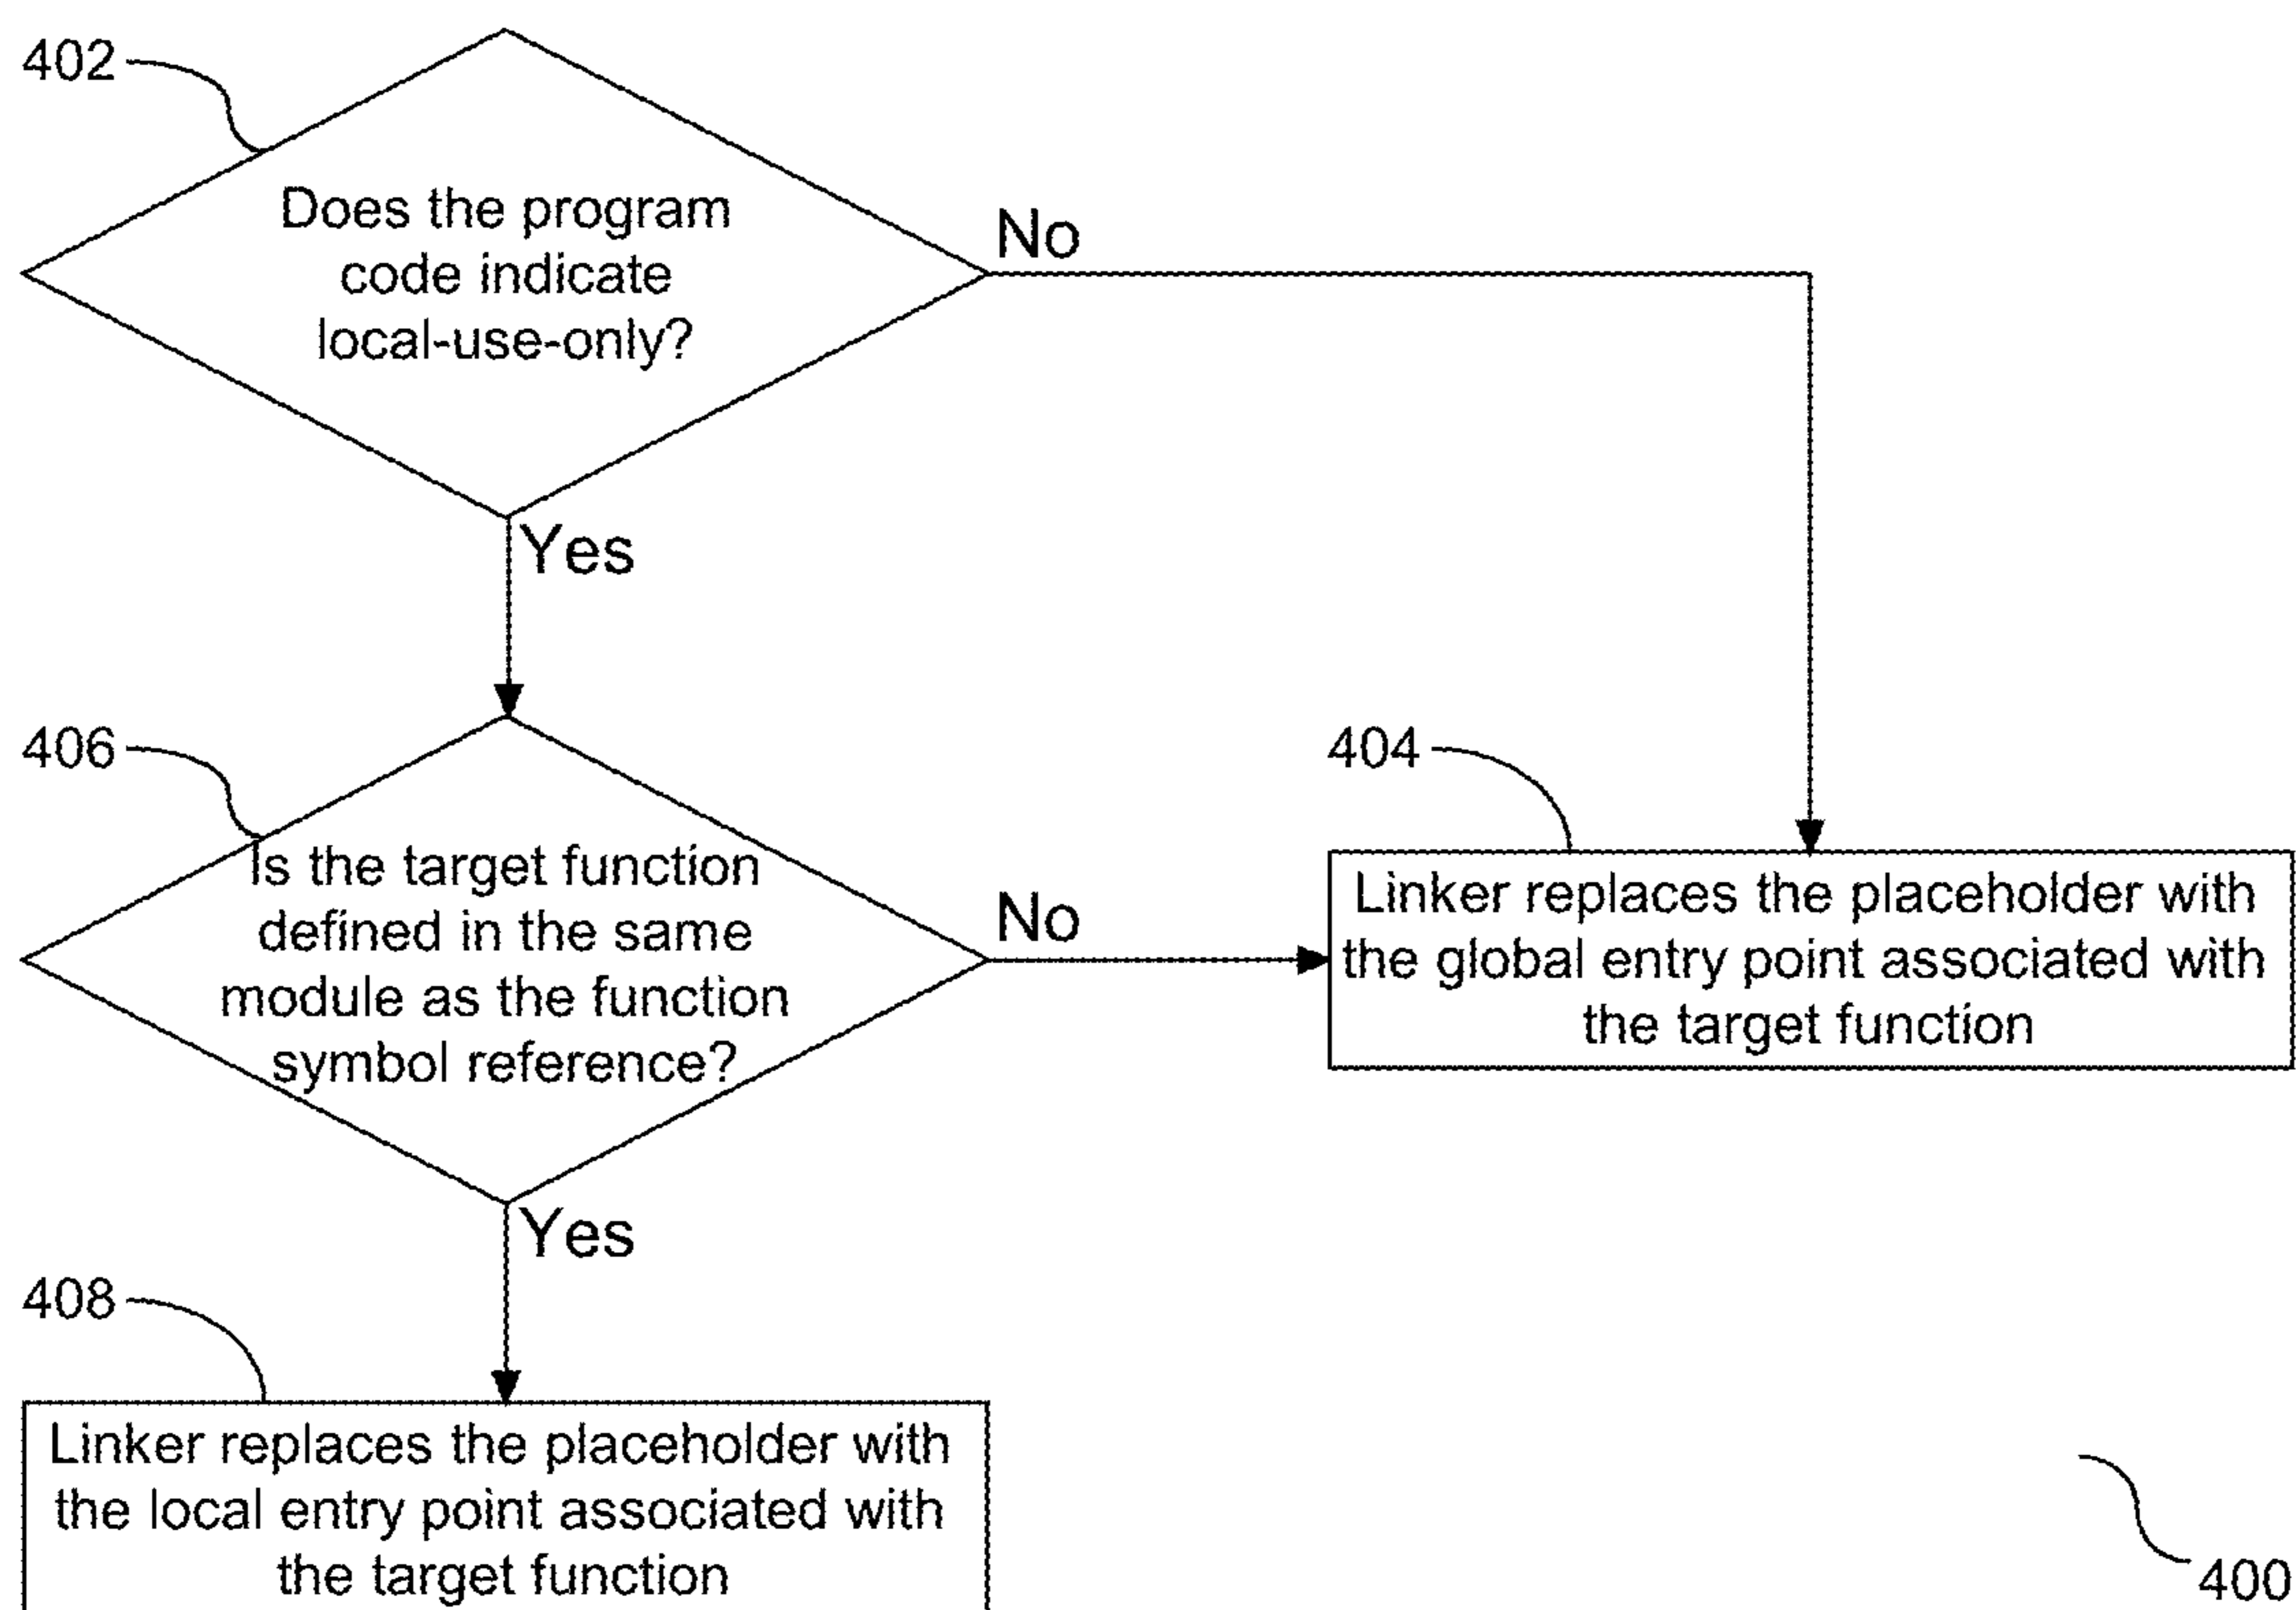 402
Does the program
code indicate
local-use-only?
No
Yes
406
Is the target function
defined in the same
module as the function
symbol reference?
No
404
Linker replaces the placeholder with
the global entry point associated with
the target function
Yes
408
Linker replaces the placeholder with
the local entry point associated with
the target function
400